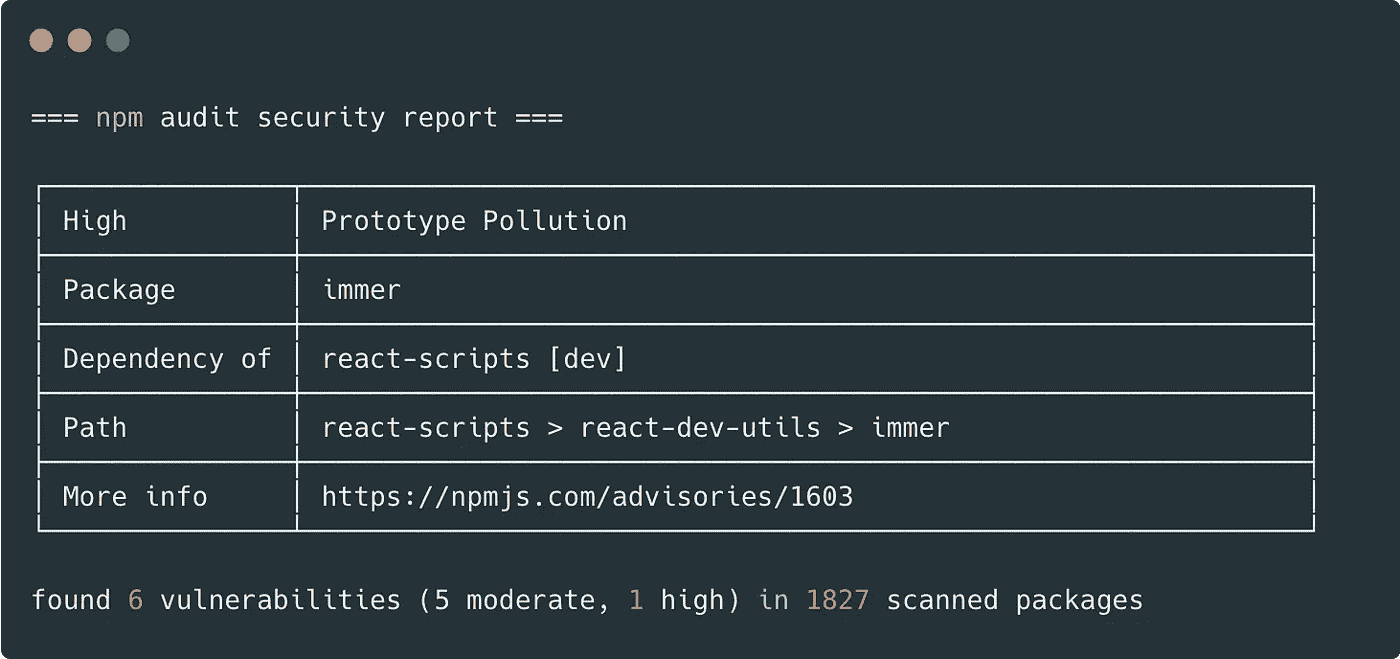 === npm audit security report ===
High Prototype Pollution
Package immer
Dependency of react-scripts [dev]
Path react-scripts > react-dev-utils > immer
More info https://npmjs.com/advisories/1603
found 6 vulnerabilities (5 moderate, 1 high) in 1827 scanned packages